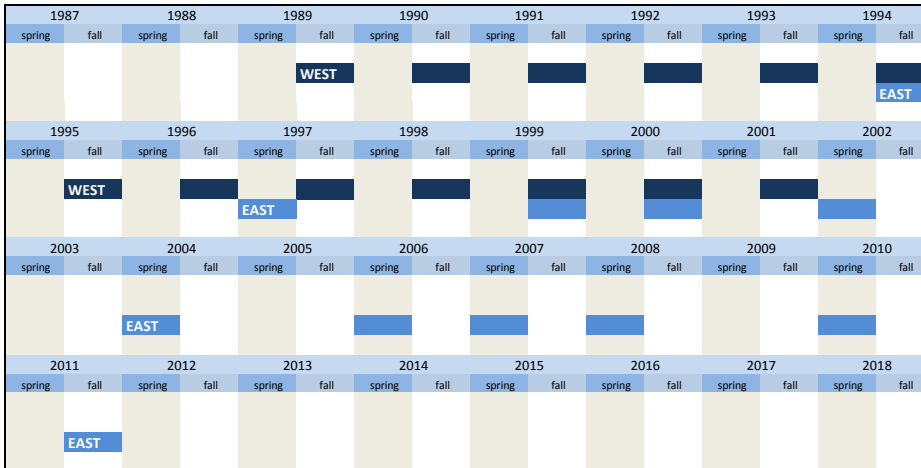 1987 1988 1989 1990 1991 1992 1993 1994
spring fall spring fall spring fall spring fall spring fall spring fall spring fall spring fall
WEST
EAST
1995 1996 1997 1998 1999 2000 2001 2002
spring fall spring fall spring fall spring fall spring fall spring fall spring fall spring fall
WEST
EAST
2003 2004 2005 2006 2007 2008 2009 2010
spring fall spring fall spring fall spring fall spring fall spring fall spring fall spring fall
EAST
2011 2012 2013 2014 2015 2016 2017 2018
spring fall spring fall spring fall spring fall spring fall spring fall spring fall spring fall
EAST